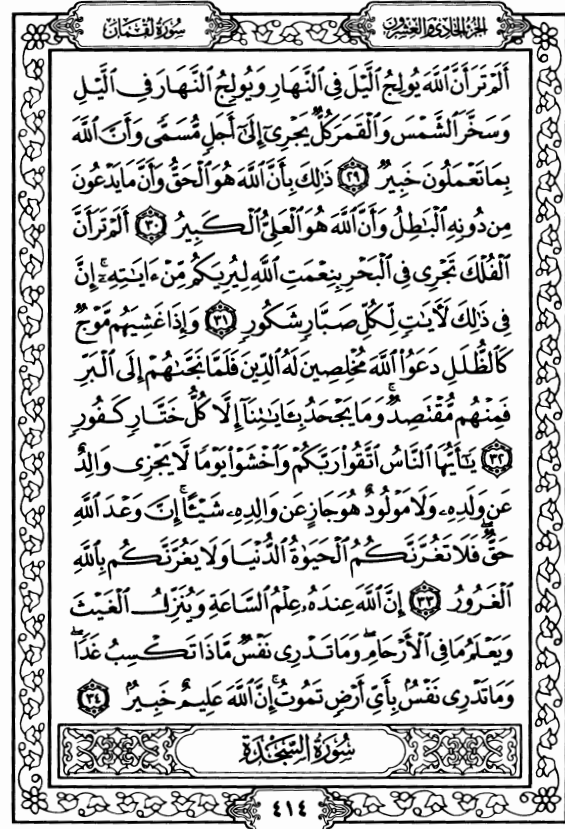 الجزء الحادي والعشرون
سورة لقمان
أَلَمْ تَرَ أَنَّ ٱللَّهَ يُولِجُ ٱلَّيْلَ فِي ٱلنَّهَارِ وَيُولِجُ ٱلنَّهَارَ فِي ٱلَّيْلِ
وَسَخَّرَ ٱلشَّمْسَ وَٱلْقَمَرَ كُلٌّ يَجْرِىٓ إِلَىٰٓ أَجَلٍ مُّسَمًّى وَأَنَّ ٱللَّهَ
بِمَا تَعْمَلُونَ خَبِيرٌ ٢٩ ذَٰلِكَ بِأَنَّ ٱللَّهَ هُوَ ٱلْحَقُّ وَأَنَّ مَا يَدْعُونَ
مِن دُونِهِ ٱلْبَٰطِلُ وَأَنَّ ٱللَّهَ هُوَ ٱلْعَلِىُّ ٱلْكَبِيرُ ٣٠ أَلَمْ تَرَ أَنَّ
ٱلْفُلْكَ تَجْرِى فِي ٱلْبَحْرِ بِنِعْمَتِ ٱللَّهِ لِيُرِيَكُم مِّنْ ءَايَٰتِهِۦٓ ۚ إِنَّ
فِي ذَٰلِكَ لَءَايَٰتٍ لِّكُلِّ صَبَّارٍ شَكُورٍ ٣١ وَإِذَا غَشِيَهُم مَّوْجٌ
كَٱلظُّلَلِ دَعَوُا۟ ٱللَّهَ مُخْلِصِينَ لَهُ ٱلدِّينَ فَلَمَّا نَجَّىٰهُمْ إِلَى ٱلْبَرِّ
فَمِنْهُم مُّقْتَصِدٌ ۚ وَمَا يَجْحَدُ بِـَٔايَٰتِنَآ إِلَّا كُلُّ خَتَّارٍ كَفُورٍ
٣٢ يَٰٓأَيُّهَا ٱلنَّاسُ ٱتَّقُوا۟ رَبَّكُمْ وَٱخْشَوْا۟ يَوْمًا لَّا يَجْزِى وَالِدٌ
عَن وَلَدِهِۦ وَلَا مَوْلُودٌ هُوَ جَازٍ عَن وَالِدِهِۦ شَيْـًٔا ۚ إِنَّ وَعْدَ ٱللَّهِ
حَقٌّ ۖ فَلَا تَغُرَّنَّكُمُ ٱلْحَيَوٰةُ ٱلدُّنْيَا وَلَا يَغُرَّنَّكُم بِٱللَّهِ
ٱلْغَرُورُ ٣٣ إِنَّ ٱللَّهَ عِندَهُۥ عِلْمُ ٱلسَّاعَةِ وَيُنَزِّلُ ٱلْغَيْثَ
وَيَعْلَمُ مَا فِي ٱلْأَرْحَامِ ۖ وَمَا تَدْرِى نَفْسٌ مَّاذَا تَكْسِبُ غَدًا ۖ
وَمَا تَدْرِى نَفْسٌۢ بِأَىِّ أَرْضٍ تَمُوتُ ۚ إِنَّ ٱللَّهَ عَلِيمٌ خَبِيرٌۢ ٣٤
سُورَةُ السَّجْدَةِ
٤١٤